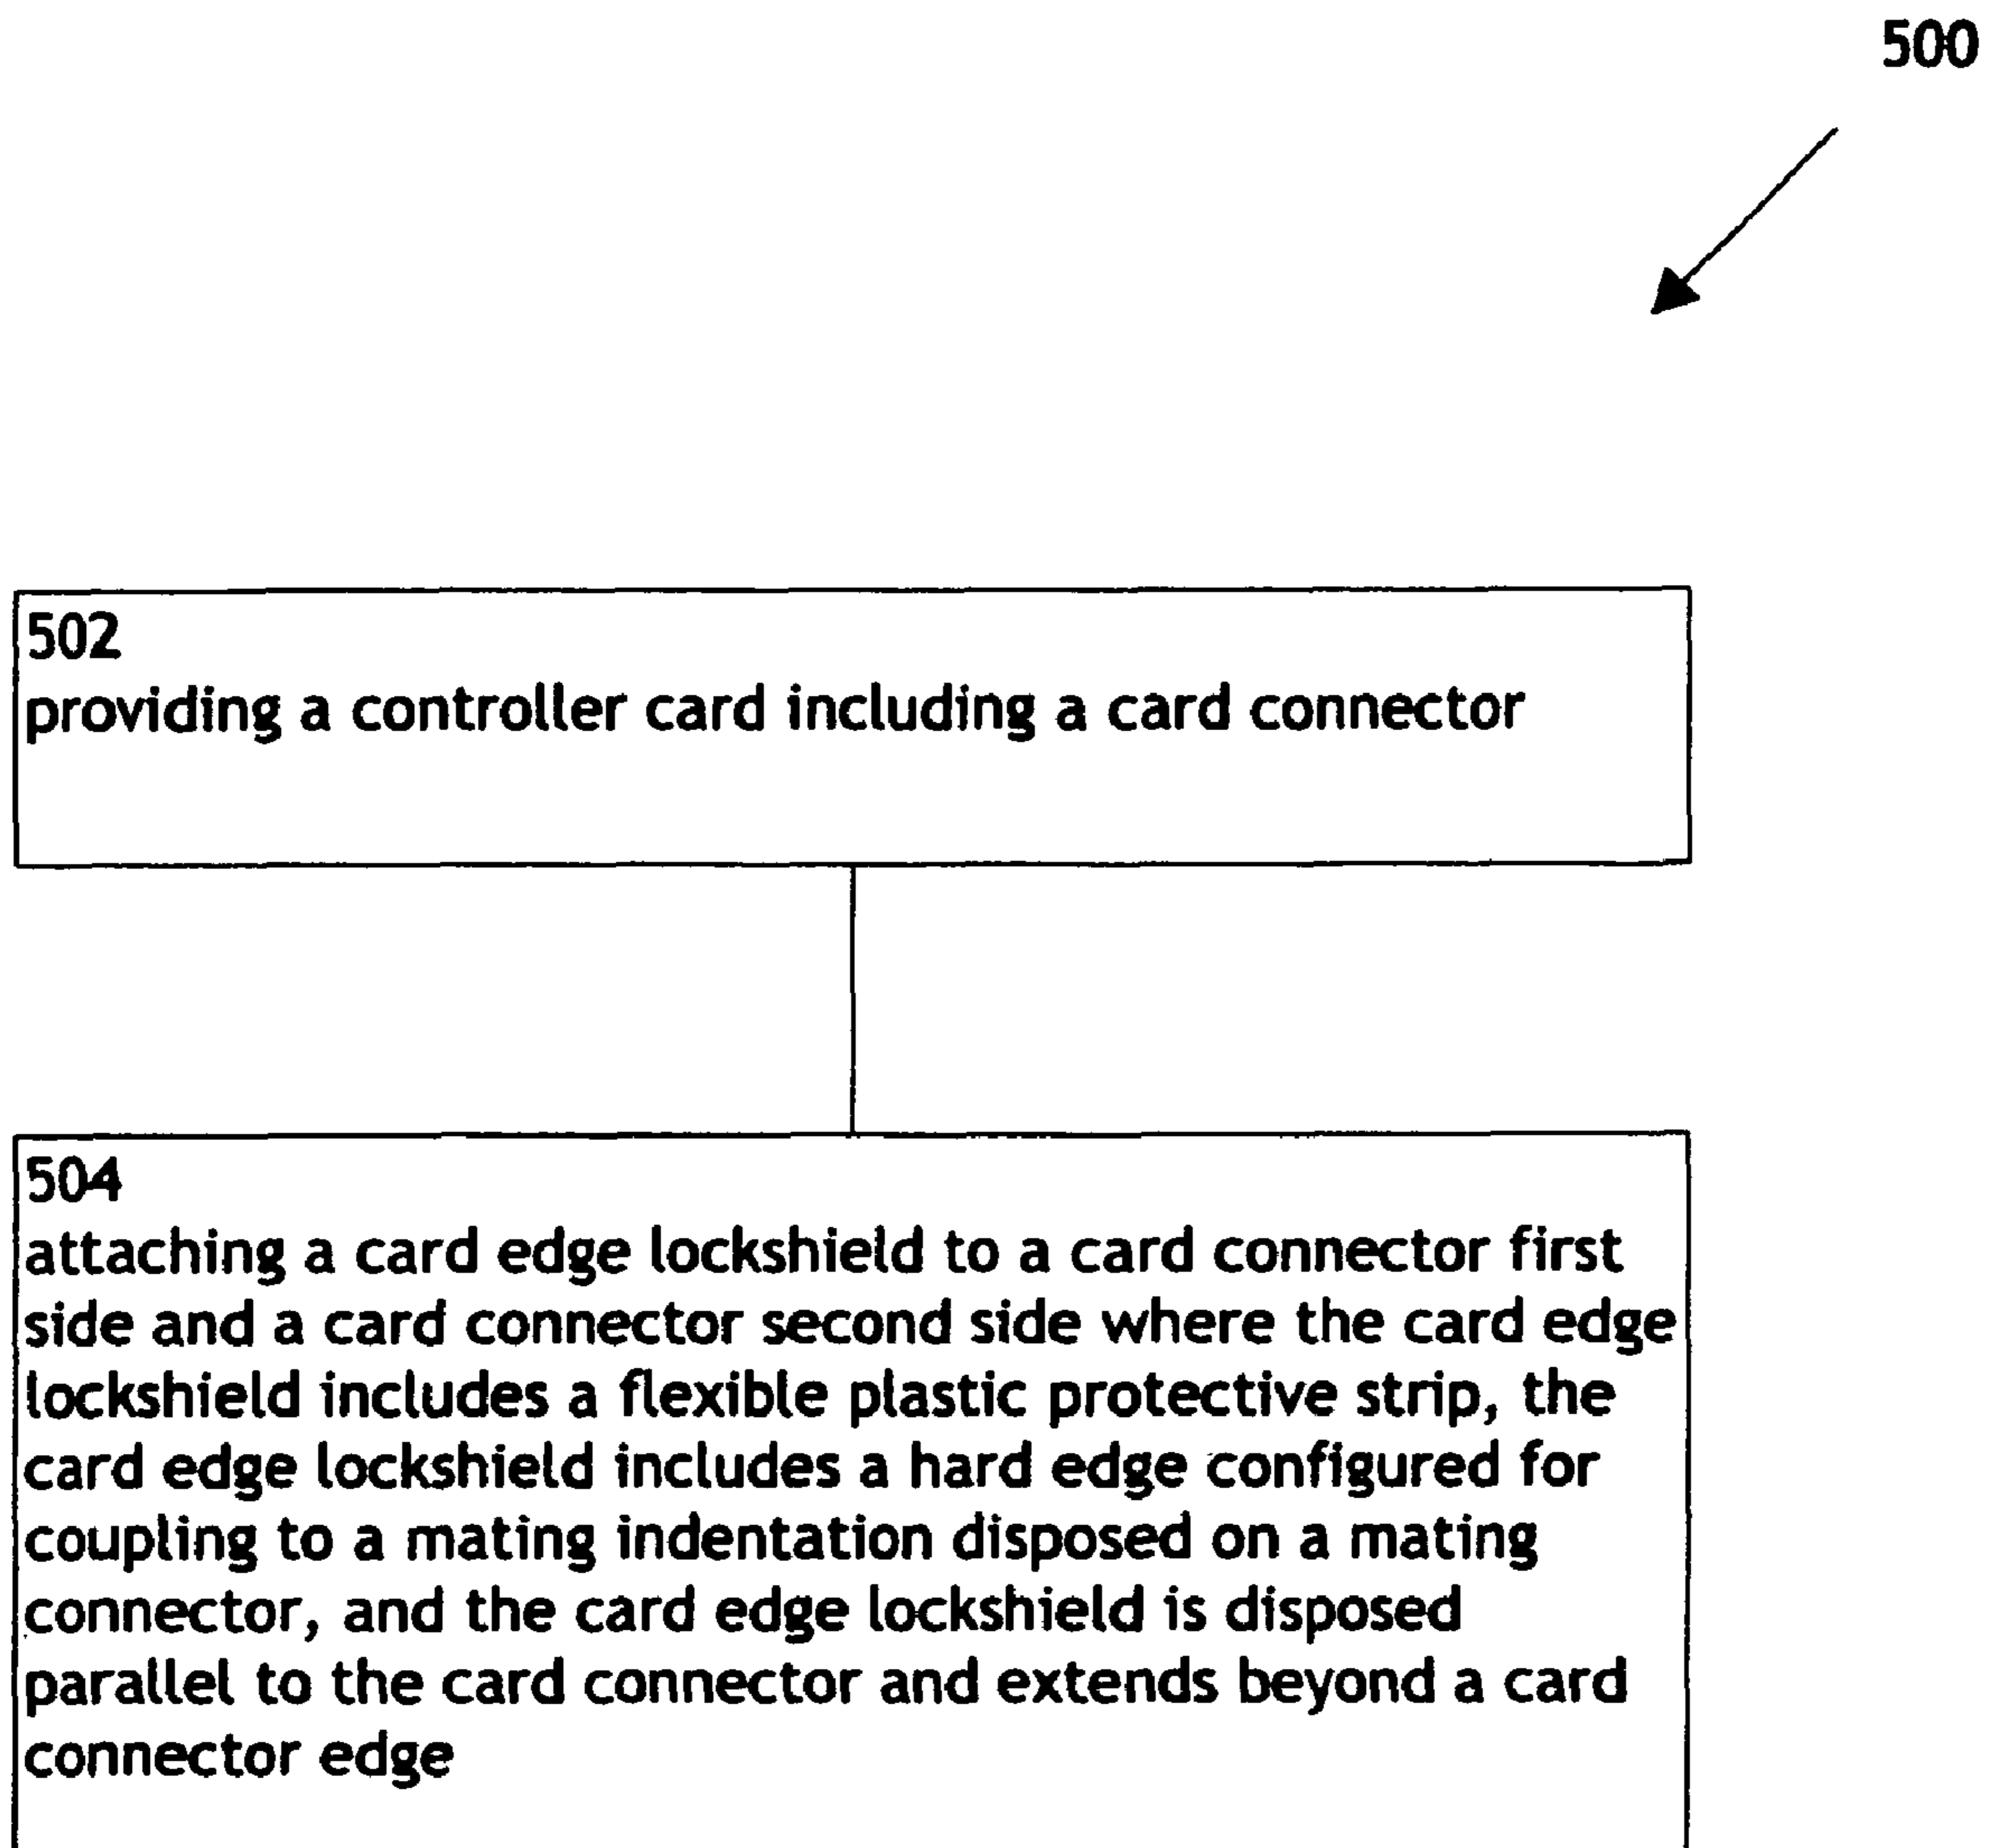 500
502
providing a controller card including a card connector
504
attaching a card edge lockshield to a card connector first
side and a card connector second side where the card edge
lockshield includes a flexible plastic protective strip, the
card edge lockshield includes a hard edge configured for
coupling to a mating indentation disposed on a mating
connector, and the card edge lockshield is disposed
parallel to the card connector and extends beyond a card
connector edge